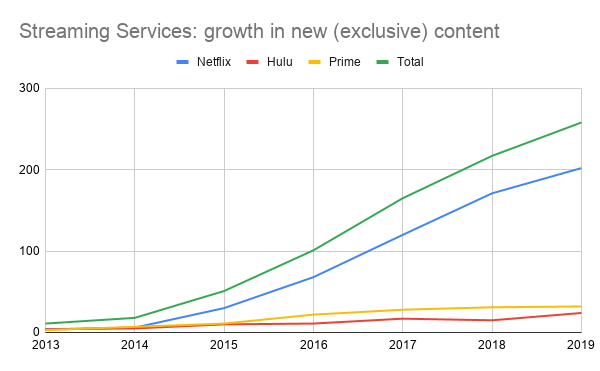 Streaming Services: growth in new (exclusive) content
Netflix Hulu Prime Total
300
200
100
0
2013 2014 2015 2016 2017 2018 2019